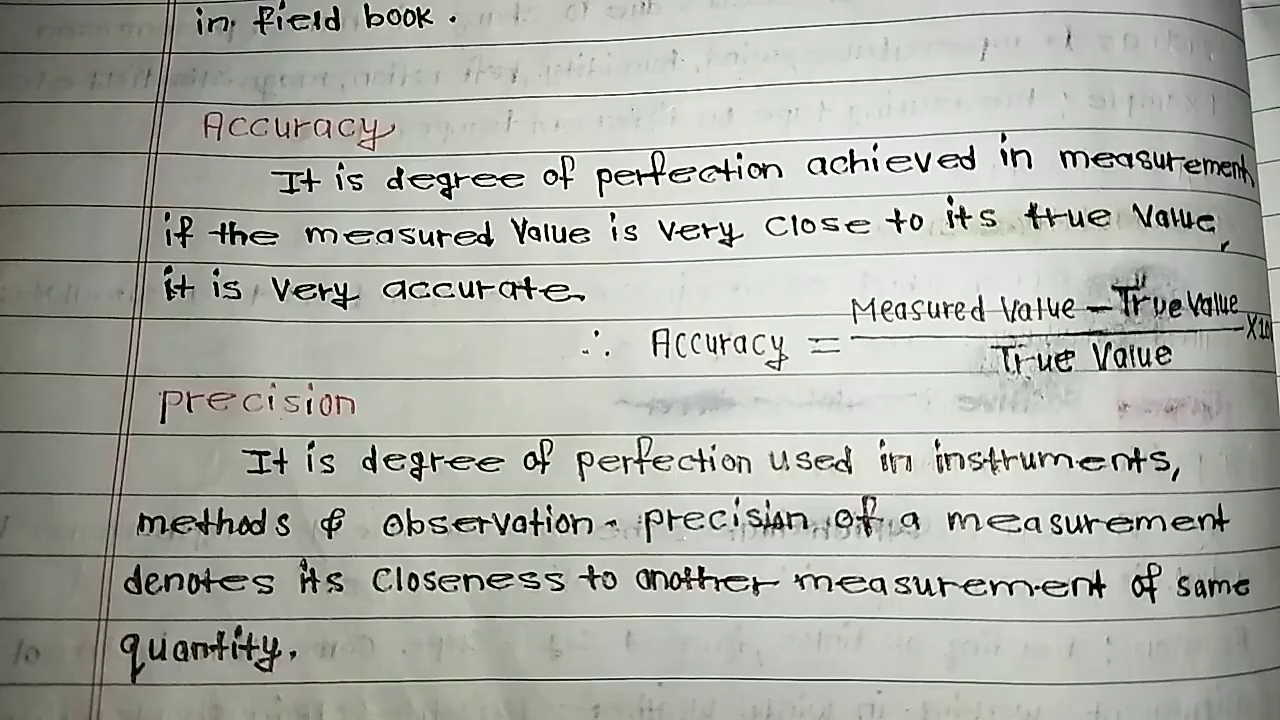 in field book.
Accuracy
It is degree of perfection achieved in measurement
if the measured value is very close to its true value,
it is very accurate.
∴ Accuracy = Measured value - True value
True value
precision
It is degree of perfection used in instruments,
methods & observation. precision of a measurement
denotes its closeness to another measurement of same
quantity.